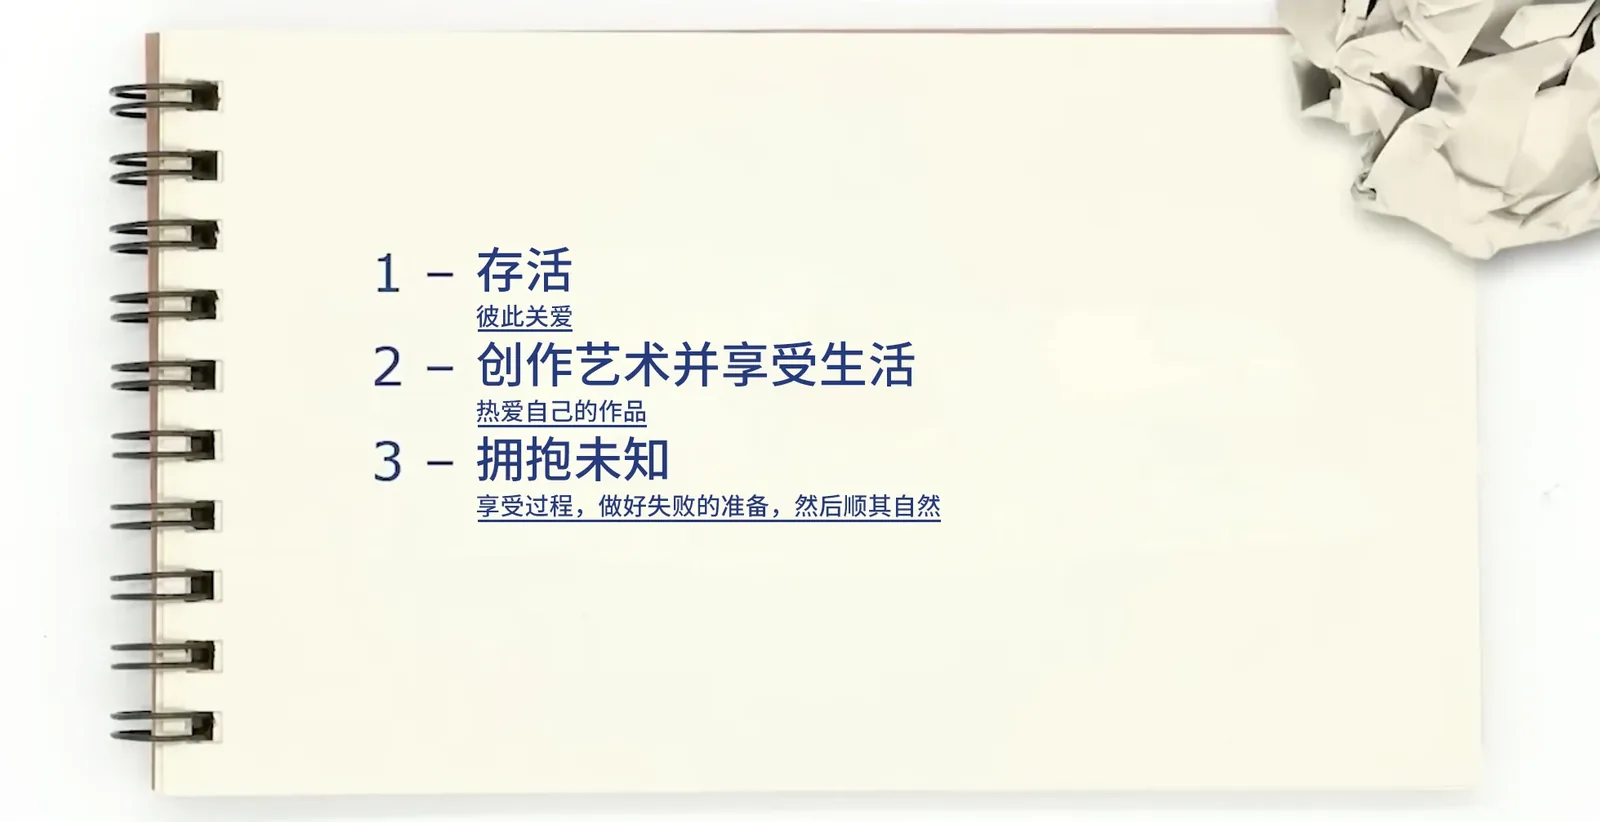 1 – 存活
彼此关爱
2 – 创作艺术并享受生活
热爱自己的作品
3 – 拥抱未知
享受过程，做好失败的准备，然后顺其自然